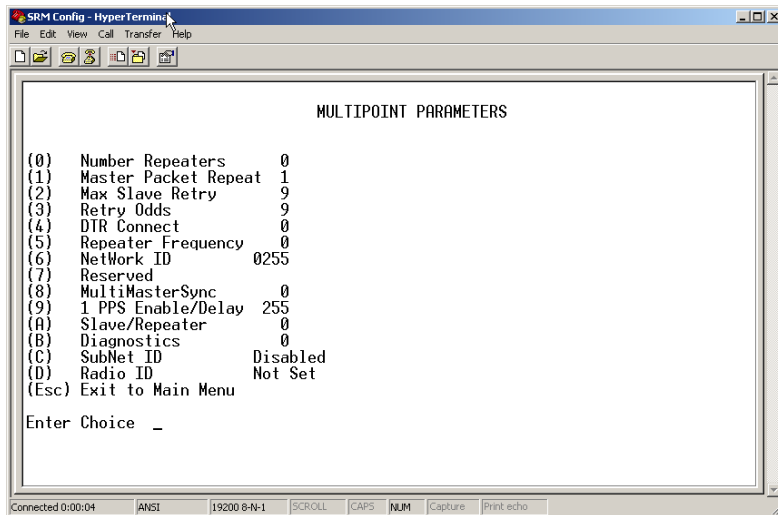 SRM Config - HyperTerminal
File Edit View Call Transfer Help
MULTIPOINT PARAMETERS
(0) Number Repeaters 0
(1) Master Packet Repeat 1
(2) Max Slave Retry 9
(3) Retry Odds 9
(4) DTR Connect 0
(5) Repeater Frequency 0
(6) NetWork ID 0255
(7) Reserved
(8) MultiMasterSync 0
(9) 1 PPS Enable/Delay 255
(A) Slave/Repeater 0
(B) Diagnostics 0
(C) SubNet ID Disabled
(D) Radio ID Not Set
(Esc) Exit to Main Menu
Enter Choice _
Connected 0:00:04 ANSI 19200 8-N-1 SCROLL CAPS NUM Capture Print echo